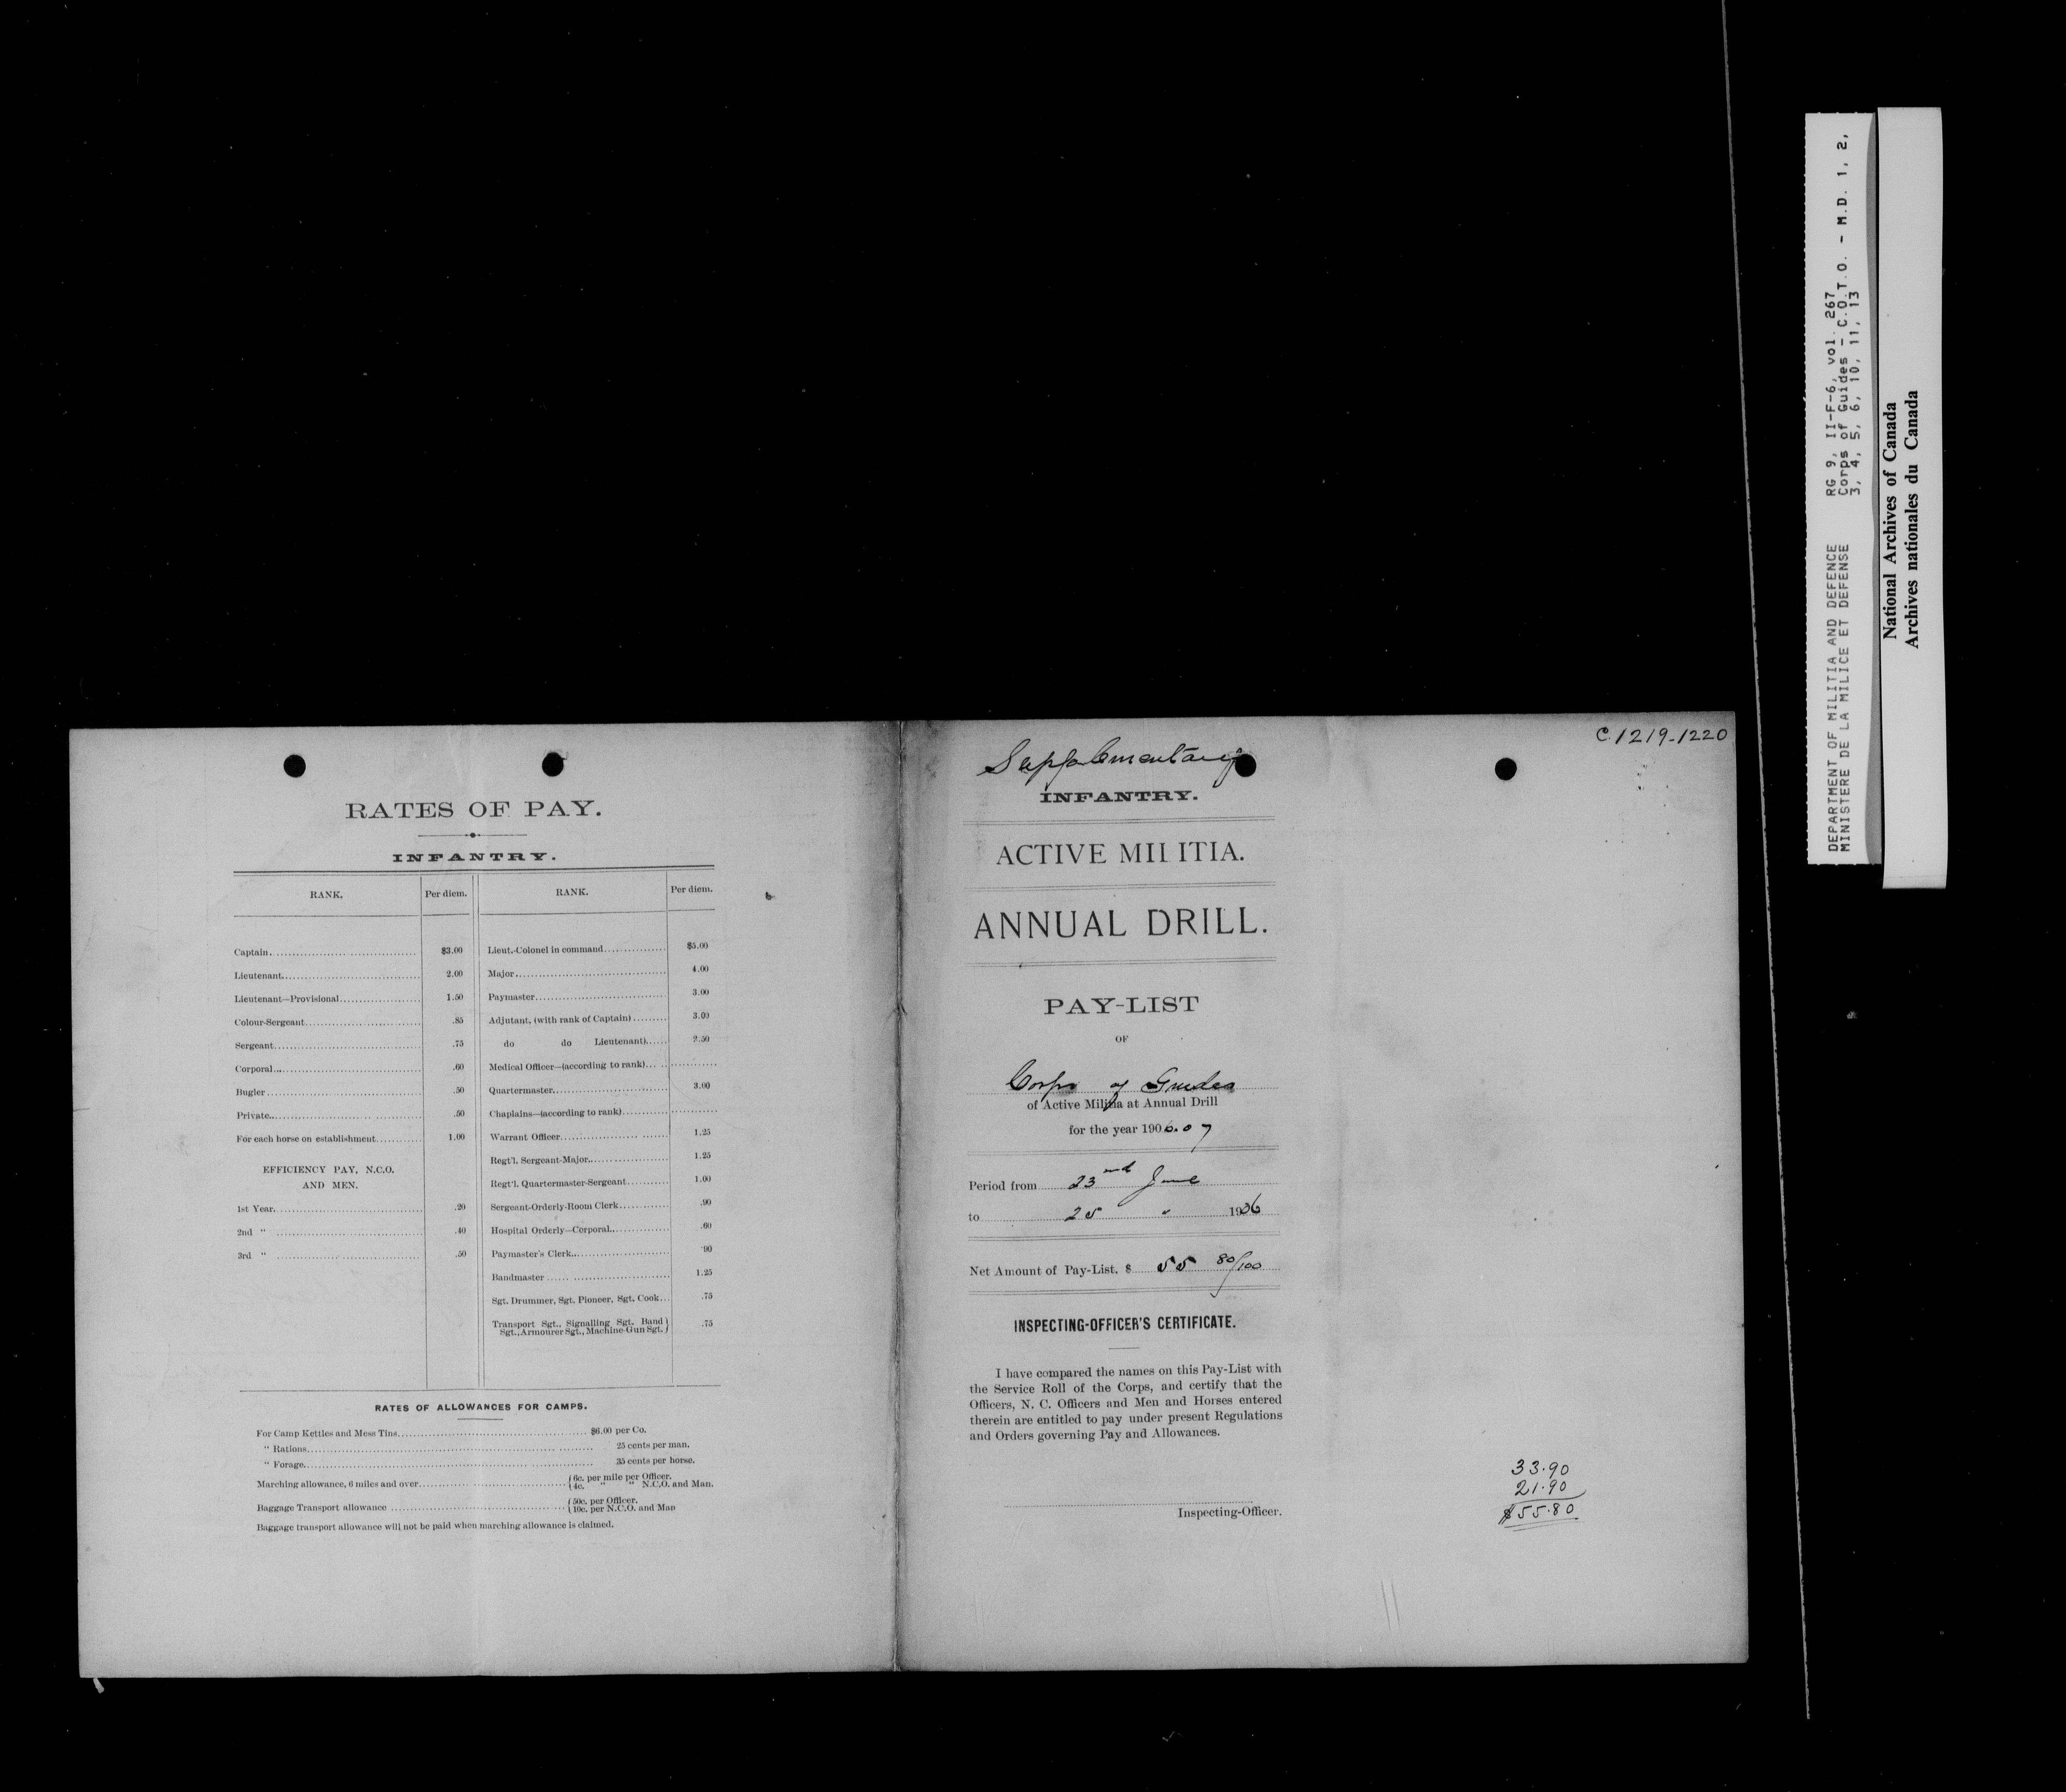 RATES OF PAY.
INFANTRY.
RANK. Per diem.
Captain $3.00
Lieutenant 2.00
Lieutenant—Provisional 1.50
Colour-Sergeant .85
Sergeant .75
Corporal .60
Bugler .50
Private .50
For each horse on establishment 1.00
EFFICIENCY PAY, N.C.O.
AND MEN.
1st Year .20
2nd " .40
3rd " .50
RANK. Per diem.
Lieut.-Colonel in command $5.00
Major 4.00
Paymaster 3.00
Adjutant, (with rank of Captain) 3.00
do do Lieutenant) 2.50
Medical Officer—(according to rank)
Quartermaster 3.00
Chaplains—(according to rank)
Warrant Officer 1.25
Regt'l. Sergeant-Major 1.25
Regt'l. Quartermaster-Sergeant 1.00
Sergeant-Orderly-Room Clerk .90
Hospital Orderly—Corporal .60
Paymaster's Clerk .90
Bandmaster 1.25
Sgt. Drummer, Sgt. Pioneer, Sgt. Cook .75
Transport Sgt., Signalling Sgt. Band
Sgt., Armourer Sgt., Machine-Gun Sgt. .75
RATES OF ALLOWANCES FOR CAMPS.
For Camp Kettles and Mess Tins $6.00 per Co.
" Rations 25 cents per man.
" Forage 35 cents per horse.
Marching allowance, 6 miles and over 6c. per mile per Officer.
4c. " " N.C.O. and Man.
Baggage Transport allowance 50c. per Officer.
10c. per N.C.O. and Man
Baggage transport allowance will not be paid when marching allowance is claimed.
C.1219-1220
Supplementary
INFANTRY.
ACTIVE MILITIA.
ANNUAL DRILL.
PAY-LIST
OF
Corps of Guides
of Active Militia at Annual Drill
for the year 1906.07
Period from 23nd June
to 25 " 1906
Net Amount of Pay-List. $ 55 80/100
INSPECTING-OFFICER'S CERTIFICATE.
I have compared the names on this Pay-List with
the Service Roll of the Corps, and certify that the
Officers, N. C. Officers and Men and Horses entered
therein are entitled to pay under present Regulations
and Orders governing Pay and Allowances.
Inspecting-Officer.
33.90
21.90
$55.80
DEPARTMENT OF MILITIA AND DEFENCE
MINISTERE DE LA MILICE ET DEFENSE
RG 9, II-F-6, vol. 267
Corps of Guides - C.O.T.O. - M.D. 1, 2,
3, 4, 5, 6, 10, 11, 13
National Archives of Canada
Archives nationales du Canada